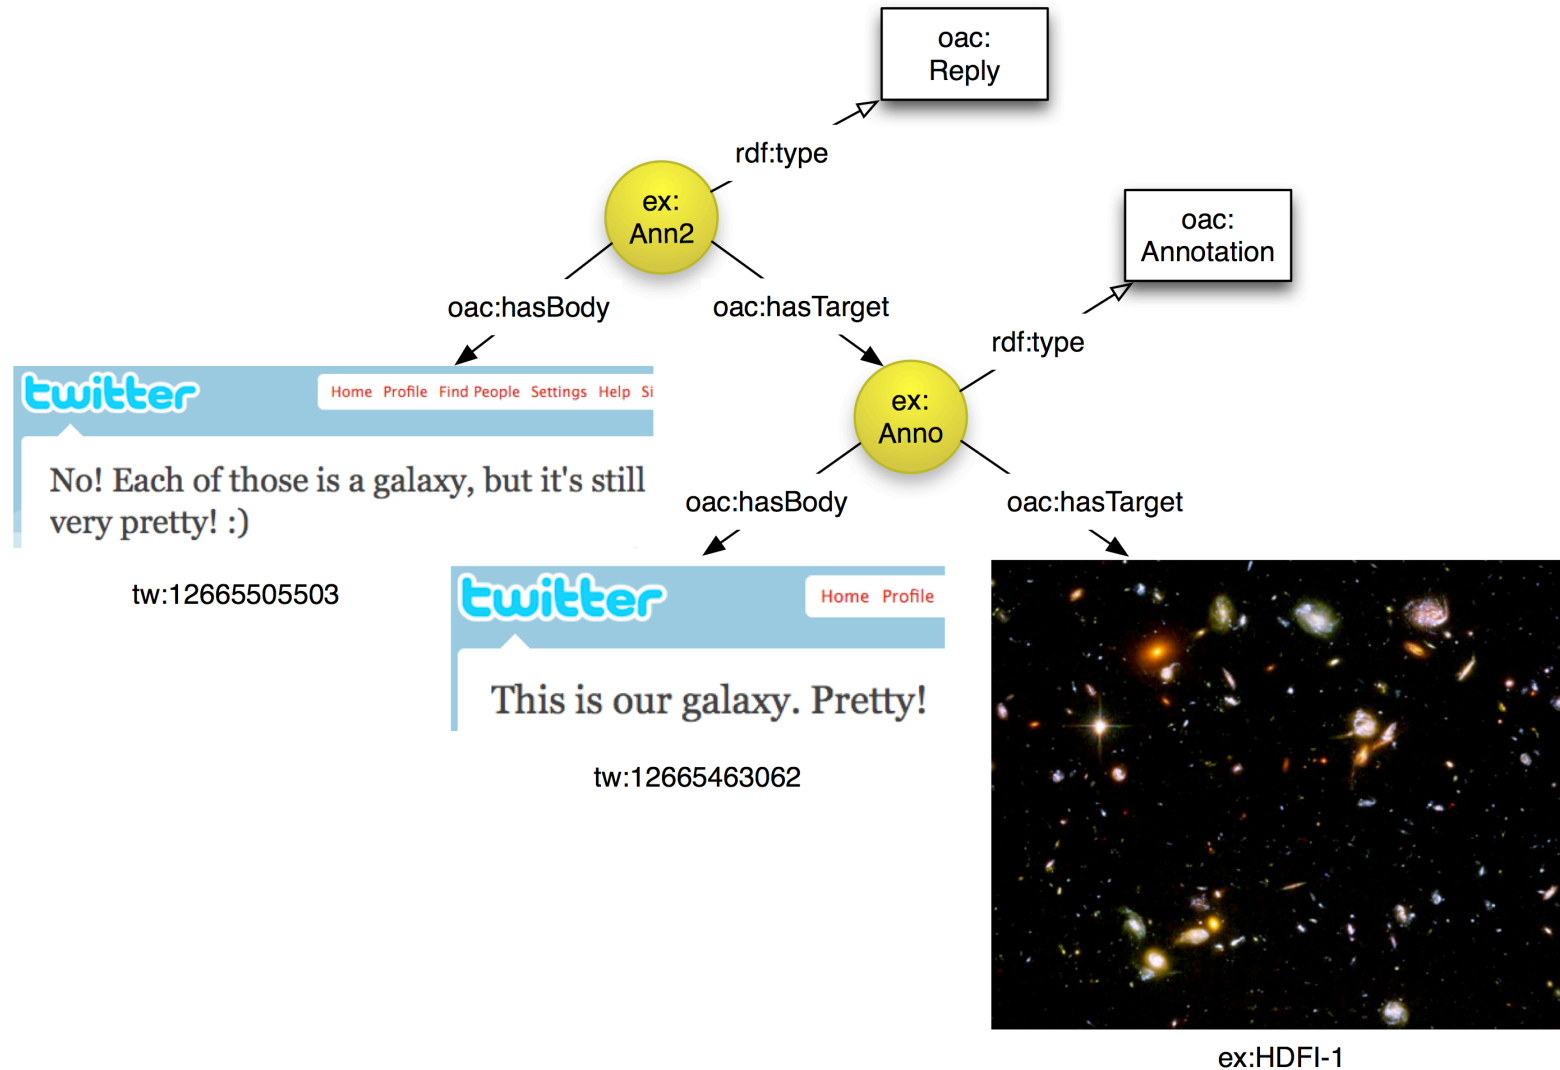 oac:
Reply
rdf:type
ex:
Ann2
oac:
Annotation
oac:hasBody
oac:hasTarget
rdf:type
twitter
Home Profile Find People Settings Help Si
ex:
Anno
No! Each of those is a galaxy, but it's still
very pretty! :)
oac:hasBody
oac:hasTarget
tw:12665505503
twitter
Home Profile
This is our galaxy. Pretty!
tw:12665463062
ex:HDFI-1